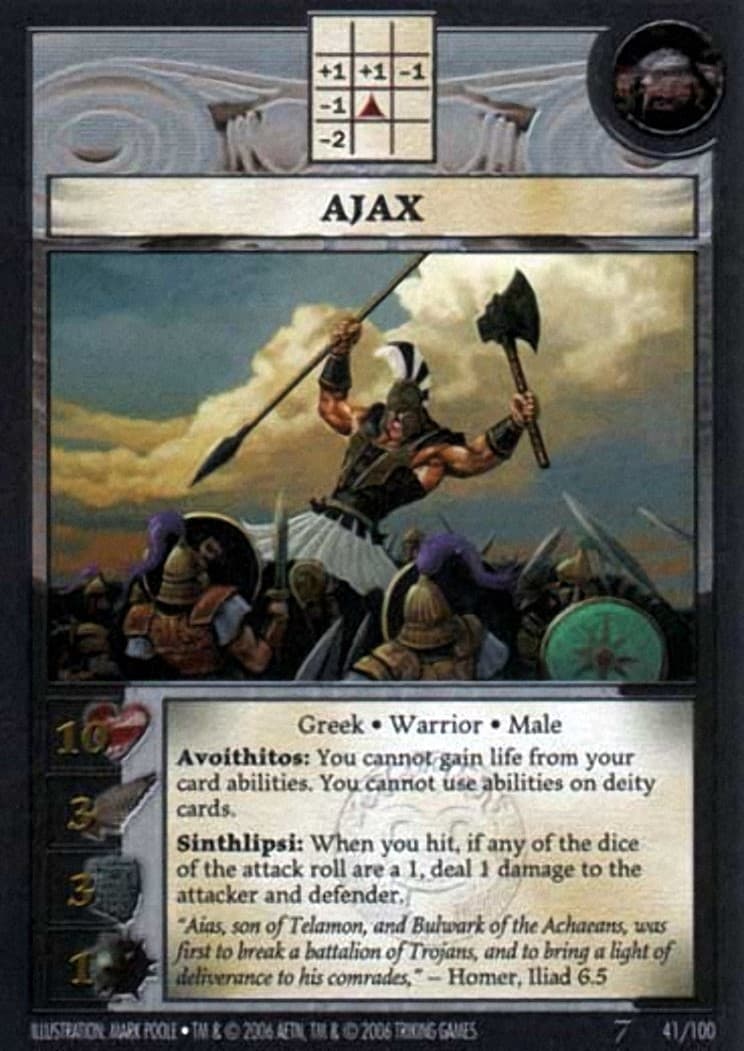 +1 +1 -1
-1
-2
AJAX
10
3
3
1
Greek • Warrior • Male
Avoithitos: You cannot gain life from your
card abilities. You cannot use abilities on deity
cards.
Sinthlipsi: When you hit, if any of the dice
of the attack roll are a 1, deal 1 damage to the
attacker and defender.
"Aias, son of Telamon, and Bulwark of the Achaeans, was
first to break a battalion of Trojans, and to bring a light of
deliverance to his comrades," – Homer, Iliad 6.5
ILLUSTRATION: MARK POOLE • TM & © 2006 AETN, TM & © 2006 TRIKING GAMES 7 41/100